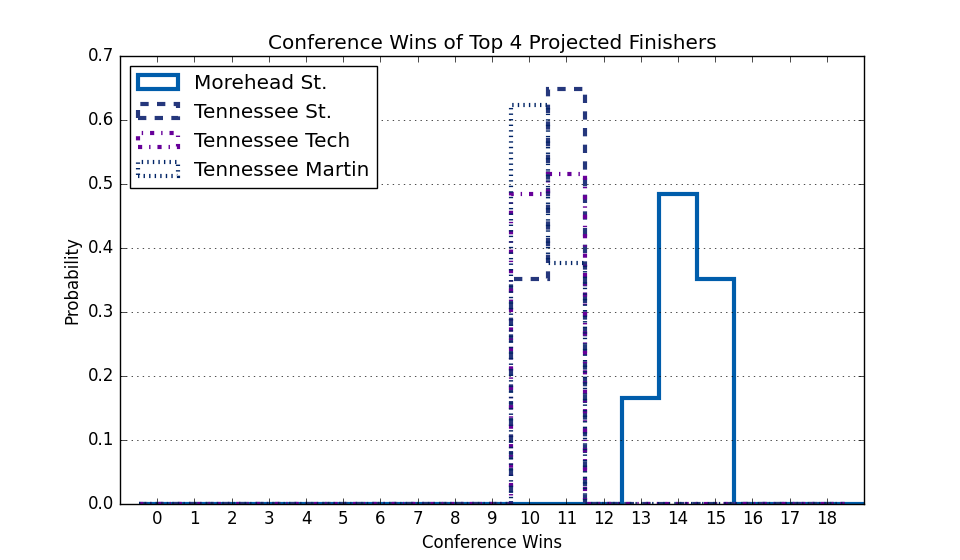 Conference Wins of Top 4 Projected Finishers
0.7
0.6
0.5
0.4
0.3
0.2
0.1
0.0
Probability
Morehead St.
Tennessee St.
Tennessee Tech
Tennessee Martin
0 1 2 3 4 5 6 7 8 9 10 11 12 13 14 15 16 17 18
Conference Wins